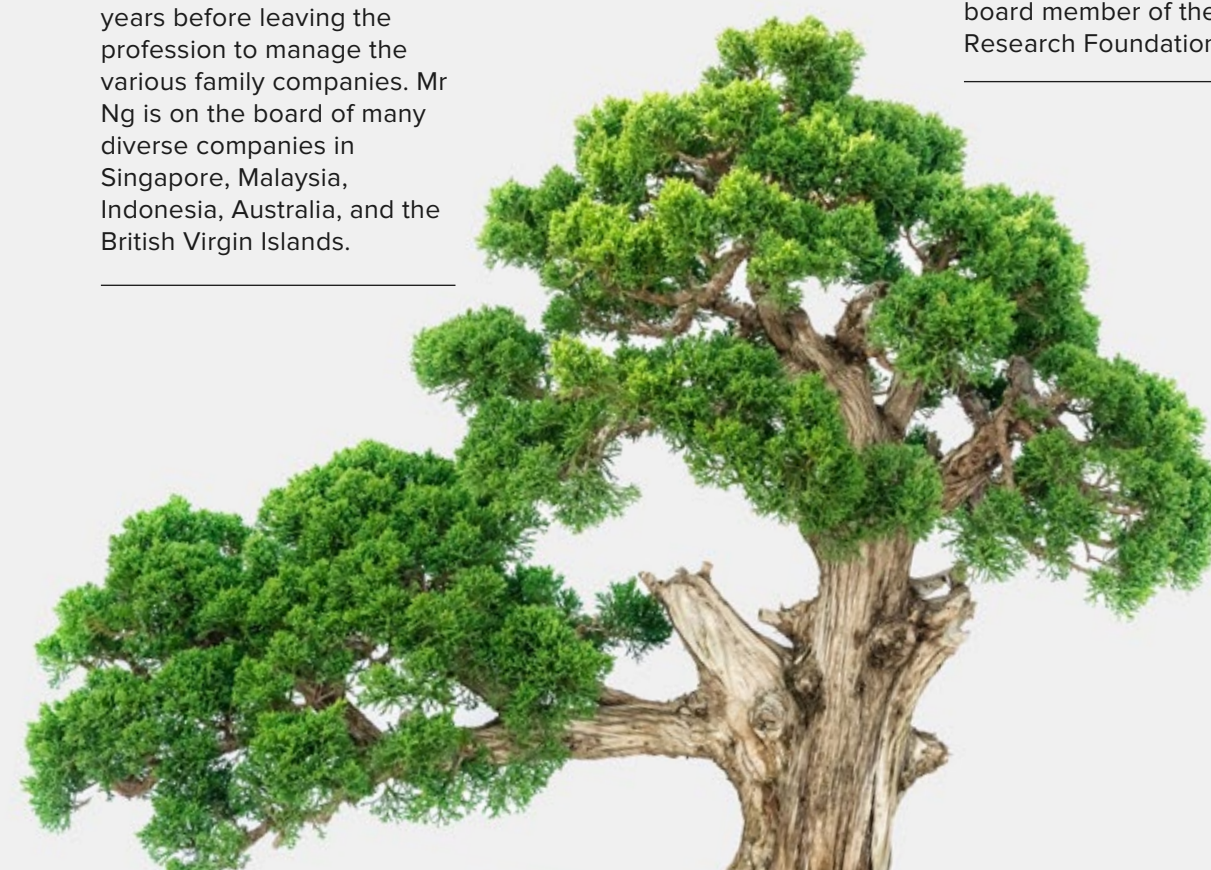 years before leaving the
profession to manage the
various family companies. Mr
Ng is on the board of many
diverse companies in
Singapore, Malaysia,
Indonesia, Australia, and the
British Virgin Islands.
board member of the
Research Foundation